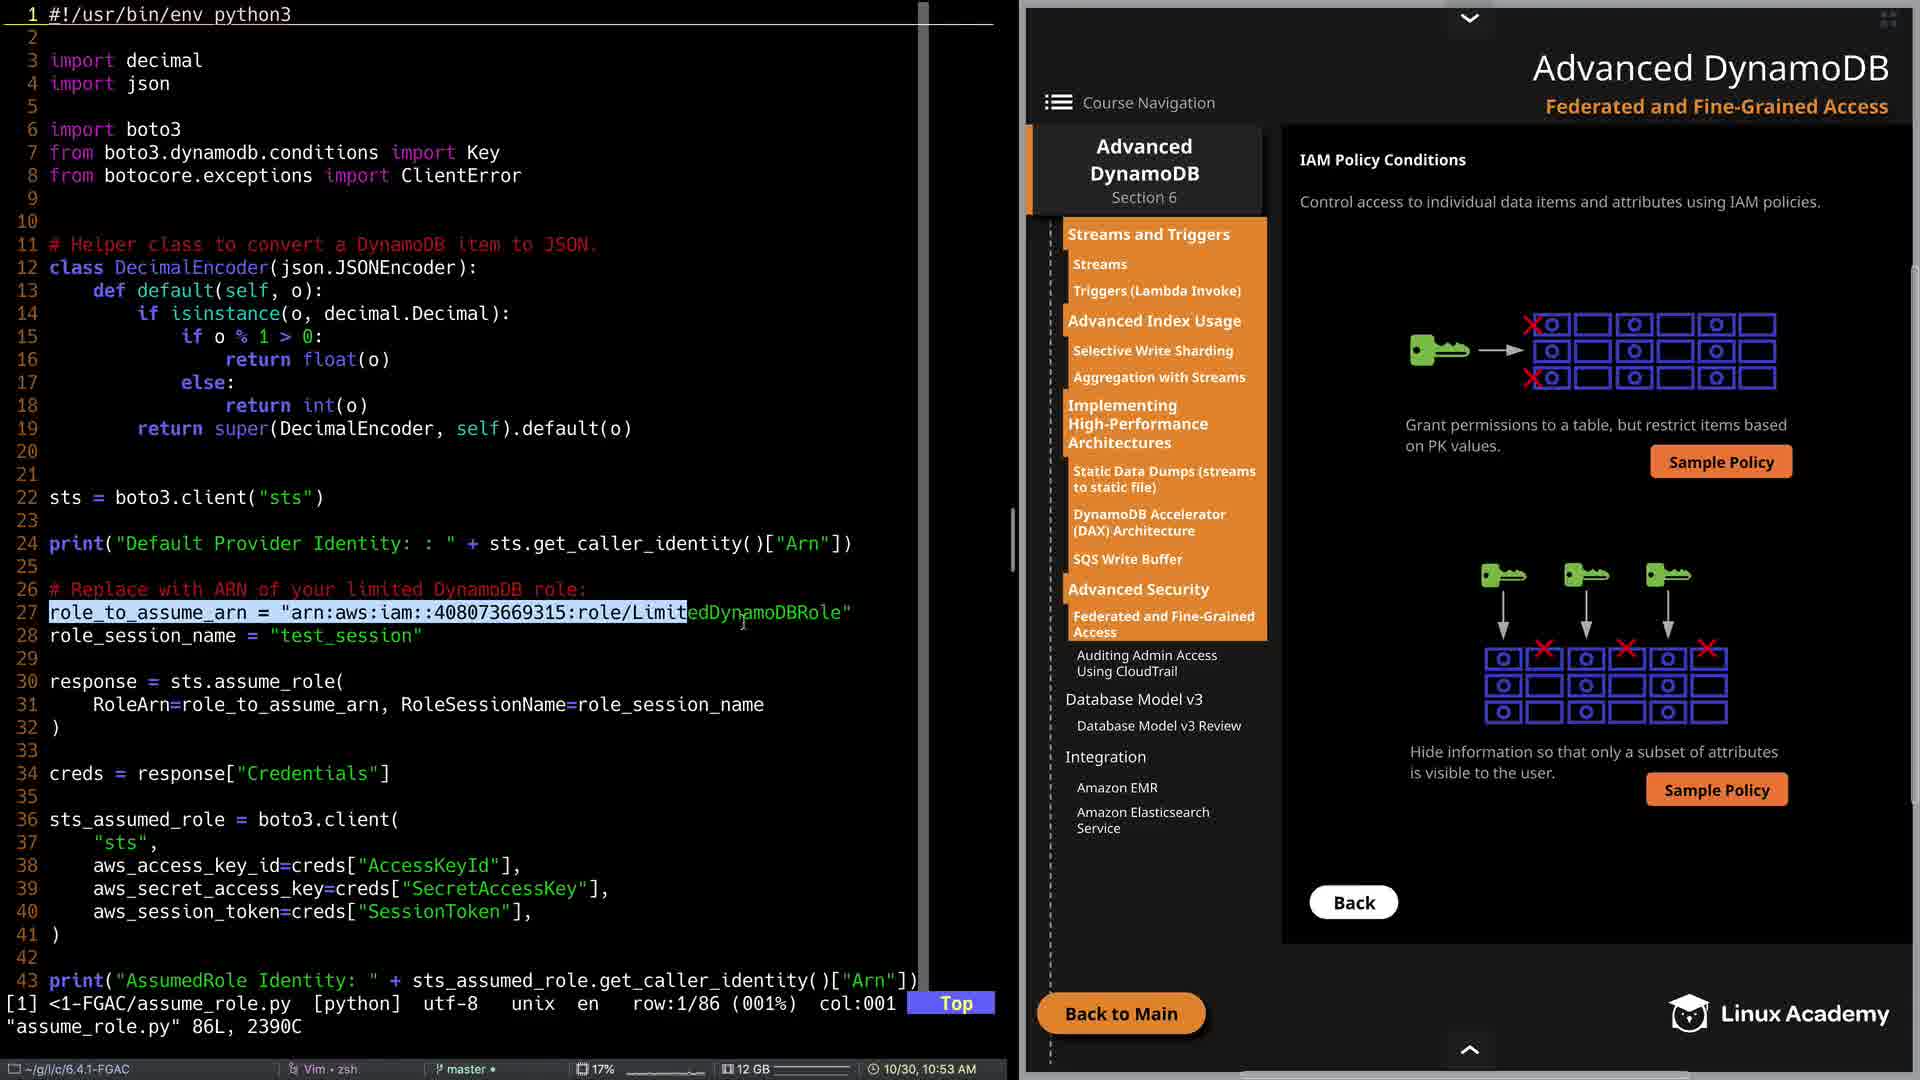 1 #!/usr/bin/env python3
2
3 import decimal
4 import json
5
6 import boto3
7 from boto3.dynamodb.conditions import Key
8 from botocore.exceptions import ClientError
9
10
11 # Helper class to convert a DynamoDB item to JSON.
12 class DecimalEncoder(json.JSONEncoder):
13     def default(self, o):
14         if isinstance(o, decimal.Decimal):
15             if o % 1 > 0:
16                 return float(o)
17             else:
18                 return int(o)
19         return super(DecimalEncoder, self).default(o)
20
21
22 sts = boto3.client("sts")
23
24 print("Default Provider Identity: : " + sts.get_caller_identity()["Arn"])
25
26 # Replace with ARN of your limited DynamoDB role:
27 role_to_assume_arn = "arn:aws:iam::408073669315:role/LimitedDynamoDBRole"
28 role_session_name = "test_session"
29
30 response = sts.assume_role(
31     RoleArn=role_to_assume_arn, RoleSessionName=role_session_name
32 )
33
34 creds = response["Credentials"]
35
36 sts_assumed_role = boto3.client(
37     "sts",
38     aws_access_key_id=creds["AccessKeyId"],
39     aws_secret_access_key=creds["SecretAccessKey"],
40     aws_session_token=creds["SessionToken"],
41 )
42
43 print("AssumedRole Identity: " + sts_assumed_role.get_caller_identity()["Arn"])
[1] <1-FGAC/assume_role.py [python] utf-8 unix en row:1/86 (001%) col:001 Top
"assume_role.py" 86L, 2390C
~/g/l/c/6.4.1-FGAC Vim • zsh master • 17% 12 GB 10/30, 10:53 AM
Advanced DynamoDB
Federated and Fine-Grained Access
Course Navigation
Advanced
DynamoDB
Section 6
Streams and Triggers
Streams
Triggers (Lambda Invoke)
Advanced Index Usage
Selective Write Sharding
Aggregation with Streams
Implementing
High-Performance
Architectures
Static Data Dumps (streams
to static file)
DynamoDB Accelerator
(DAX) Architecture
SQS Write Buffer
Advanced Security
Federated and Fine-Grained
Access
Auditing Admin Access
Using CloudTrail
Database Model v3
Database Model v3 Review
Integration
Amazon EMR
Amazon Elasticsearch
Service
Back to Main
IAM Policy Conditions
Control access to individual data items and attributes using IAM policies.
Grant permissions to a table, but restrict items based
on PK values.
Sample Policy
Hide information so that only a subset of attributes
is visible to the user.
Sample Policy
Back
Linux Academy